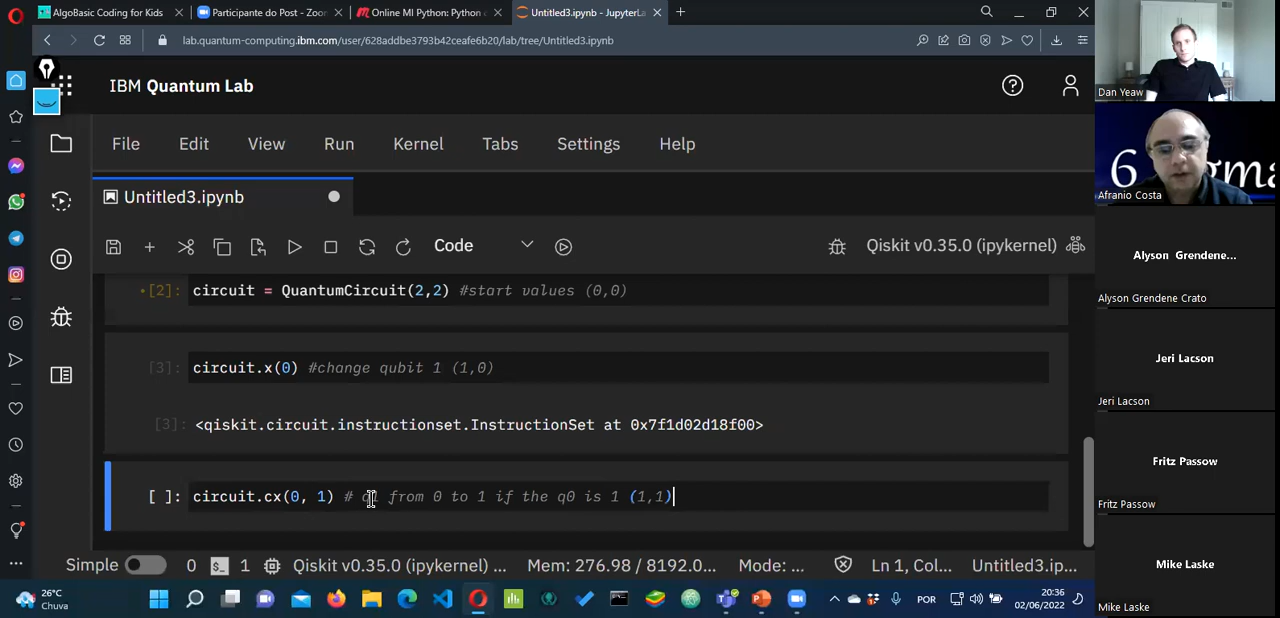 AlgoBasic Coding for Kids
Participante do Post - Zoo
Online MI Python: Python
Untitled3.ipynb - JupyterLa
lab.quantum-computing.ibm.com/user/628addbe3793b42ceafeeb20/lab/tree/Untitled3.ipynb
IBM Quantum Lab
File Edit View Run Kernel Tabs Settings Help
Untitled3.ipynb
Code
Qiskit v0.35.0 (ipykernel)
[2]: circuit = QuantumCircuit(2,2) #start values (0,0)
[3]: circuit.x(0) #change qubit 1 (1,0)
[3]: <qiskit.circuit.instructionset.InstructionSet at 0x7f1d02d18f00>
[ ]: circuit.cx(0, 1) # from 0 to 1 if the q0 is 1 (1,1)
Simple 0 1 Qiskit v0.35.0 (ipykernel) ... Mem: 276.98 / 8192.0... Mode: ... Ln 1, Col... Untitled3.ip...
26°C
Chuva
POR
20:36
02/06/2022
Dan Yeaw
6
Afranio Costa
Alyson Grendene...
Alyson Grendene Crato
Jeri Lacson
Jeri Lacson
Fritz Passow
Fritz Passow
Mike Laske
Mike Laske